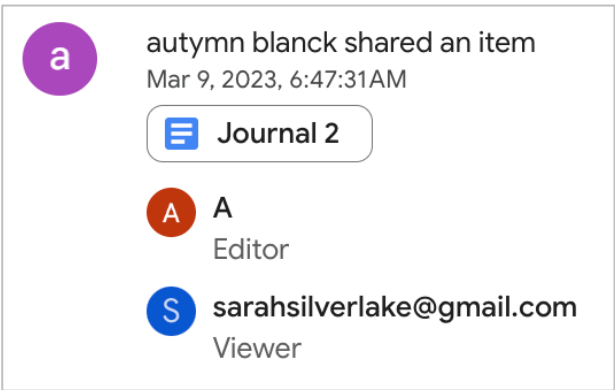 a
autymn blanck shared an item
Mar 9, 2023, 6:47:31AM
Journal 2
A
A
Editor
S
sarahsilverlake@gmail.com
Viewer